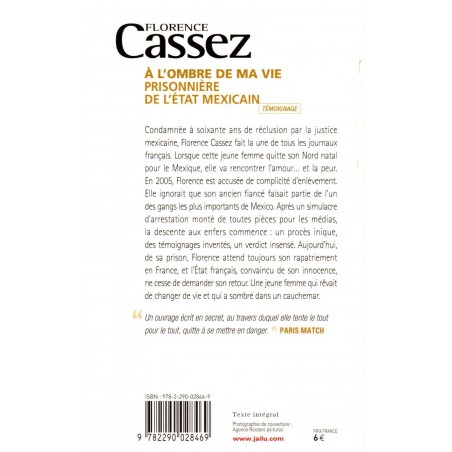 FLORENCE
Cassez
À L'OMBRE DE MA VIE
PRISONNIÈRE
DE L'ÉTAT MEXICAIN
TÉMOIGNAGE
Condamnée à soixante ans de réclusion par la justice
mexicaine, Florence Cassez fait la une de tous les journaux
français. Lorsque cette jeune femme quitte son Nord natal
pour le Mexique, elle va rencontrer l'amour... et la peur.
En 2005, Florence est accusée de complicité d'enlèvement.
Elle ignorait que son ancien fiancé faisait partie de l'un
des gangs les plus importants de Mexico. Après un simulacre
d'arrestation monté de toutes pièces pour les médias,
la descente aux enfers commence : un procès inique,
des témoignages inventés, un verdict insensé. Aujourd'hui,
de sa prison, Florence attend toujours son rapatriement
en France, et l'État français, convaincu de son innocence,
ne cesse de demander son retour. Une jeune femme qui rêvait
de changer de vie et qui a sombré dans un cauchemar.
" Un ouvrage écrit en secret, au travers duquel elle tente le tout
pour le tout, quitte à se mettre en danger. " PARIS MATCH
ISBN : 978-2-290-02846-9
9 782290 028469
Texte intégral
Photographie de couverture :
Agence Reuters pictures
www.jailu.com
PRIX FRANCE
6 €